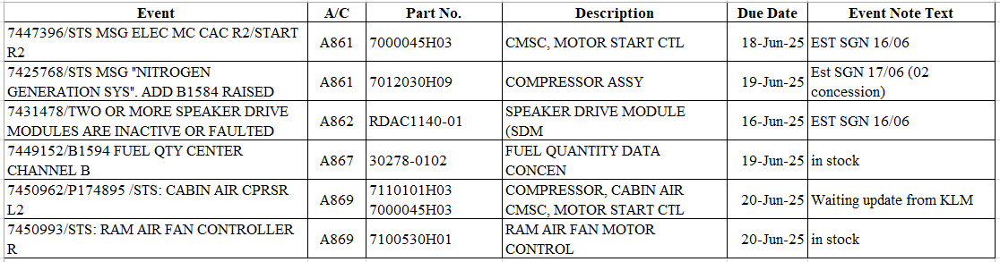 Event A/C Part No. Description Due Date Event Note Text
7447396/STS MSG ELEC MC CAC R2/START
R2 A861 7000045H03 CMSC, MOTOR START CTL 18-Jun-25 EST SGN 16/06
7425768/STS MSG "NITROGEN
GENERATION SYS". ADD B1584 RAISED A861 7012030H09 COMPRESSOR ASSY 19-Jun-25 Est SGN 17/06 (02
concession)
7431478/TWO OR MORE SPEAKER DRIVE
MODULES ARE INACTIVE OR FAULTED A862 RDAC1140-01 SPEAKER DRIVE MODULE
(SDM 16-Jun-25 EST SGN 16/06
7449152/B1594 FUEL QTY CENTER
CHANNEL B A867 30278-0102 FUEL QUANTITY DATA
CONCEN 19-Jun-25 in stock
7450962/P174895 /STS: CABIN AIR CPRSR
L2 A869 7110101H03
7000045H03 COMPRESSOR, CABIN AIR
CMSC, MOTOR START CTL 20-Jun-25 Waiting update from KLM
7450993/STS: RAM AIR FAN CONTROLLER
R A869 7100530H01 RAM AIR FAN MOTOR
CONTROL 20-Jun-25 in stock